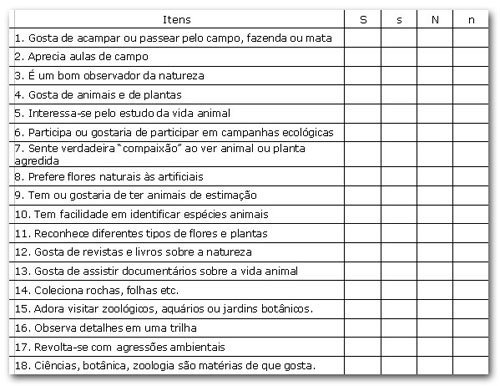 Itens S s N n
1. Gosta de acampar ou passear pelo campo, fazenda ou mata
2. Aprecia aulas de campo
3. É um bom observador da natureza
4. Gosta de animais e de plantas
5. Interessa-se pelo estudo da vida animal
6. Participa ou gostaria de participar em campanhas ecológicas
7. Sente verdadeira “compaixão” ao ver animal ou planta
agredida
8. Prefere flores naturais às artificiais
9. Tem ou gostaria de ter animais de estimação
10. Tem facilidade em identificar espécies animais
11. Reconhece diferentes tipos de flores e plantas
12. Gosta de revistas e livros sobre a natureza
13. Gosta de assistir documentários sobre a vida animal
14. Coleciona rochas, folhas etc.
15. Adora visitar zoológicos, aquários ou jardins botânicos.
16. Observa detalhes em uma trilha
17. Revolta-se com agressões ambientais
18. Ciências, botânica, zoologia são matérias de que gosta.